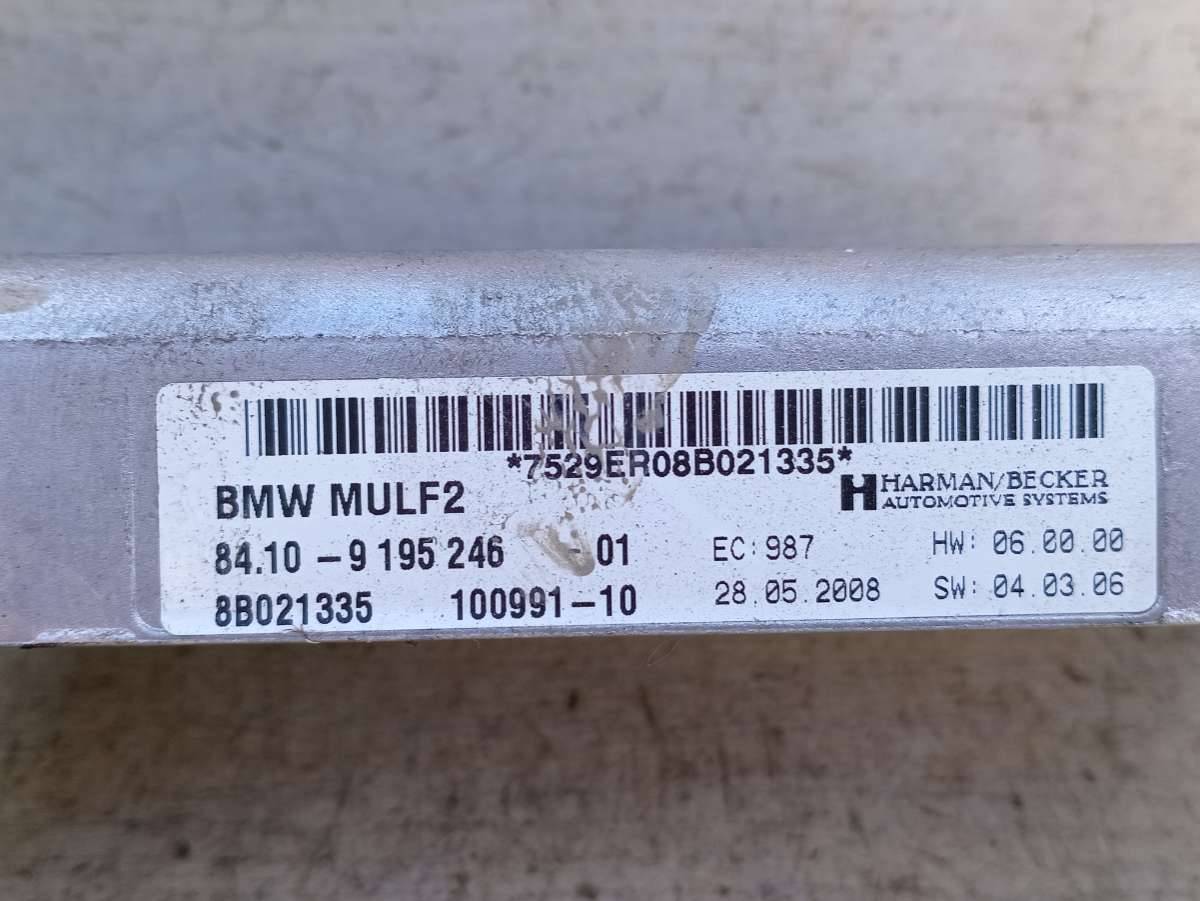 *7529ER08B021335*
BMW MULF2
HARMAN/BECKER
AUTOMOTIVE SYSTEMS
84.10 - 9 195 246 - 01
EC: 987
HW: 06.00.00
8B021335 100991-10
28.05.2008
SW: 04.03.06